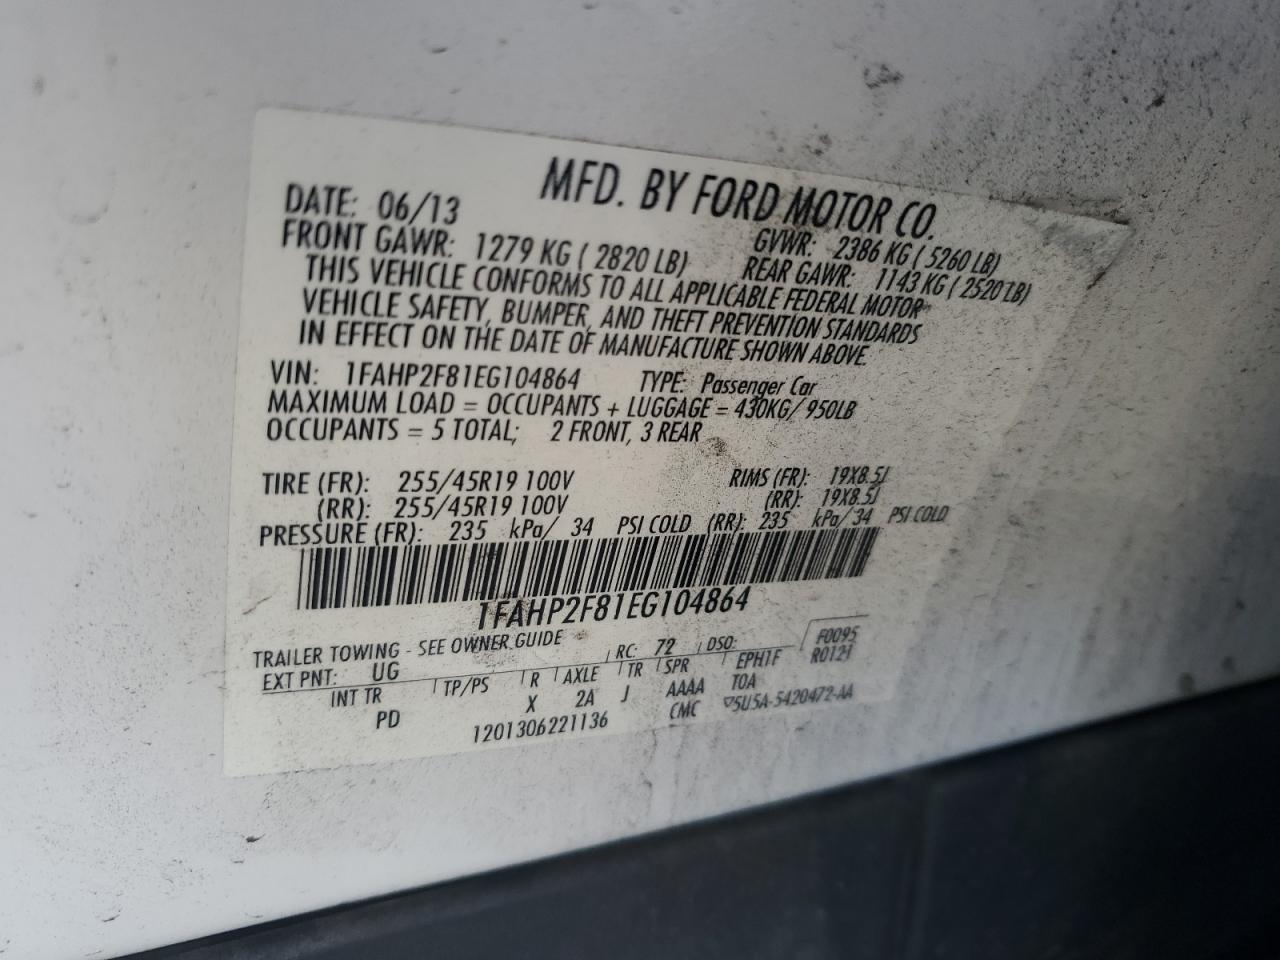 MFD. BY FORD MOTOR CO.
DATE: 06/13 GVWR: 2386 KG ( 5260 LB)
FRONT GAWR: 1279 KG ( 2820 LB) REAR GAWR: 1143 KG ( 2520 LB)
THIS VEHICLE CONFORMS TO ALL APPLICABLE FEDERAL MOTOR
VEHICLE SAFETY, BUMPER, AND THEFT PREVENTION STANDARDS
IN EFFECT ON THE DATE OF MANUFACTURE SHOWN ABOVE.
VIN: 1FAHP2F81EG104864 TYPE: Passenger Car
MAXIMUM LOAD = OCCUPANTS + LUGGAGE = 430KG/ 950LB
OCCUPANTS = 5 TOTAL; 2 FRONT, 3 REAR
TIRE (FR): 255/45R19 100V RIMS (FR): 19X8.5J
(RR): 255/45R19 100V (RR): 19X8.5J
PRESSURE (FR): 235 kPa/ 34 PSI COLD (RR): 235 kPa/ 34 PSI COLD
1FAHP2F81EG104864
TRAILER TOWING - SEE OWNER GUIDE F0095
EXT PNT: UG RC: 72 DSO: R0121
INT TR TP/PS R AXLE TR SPR EPH1F
PD X 2A J AAAA TOA
1201306221136 CMC 5U5A-5420472-AA